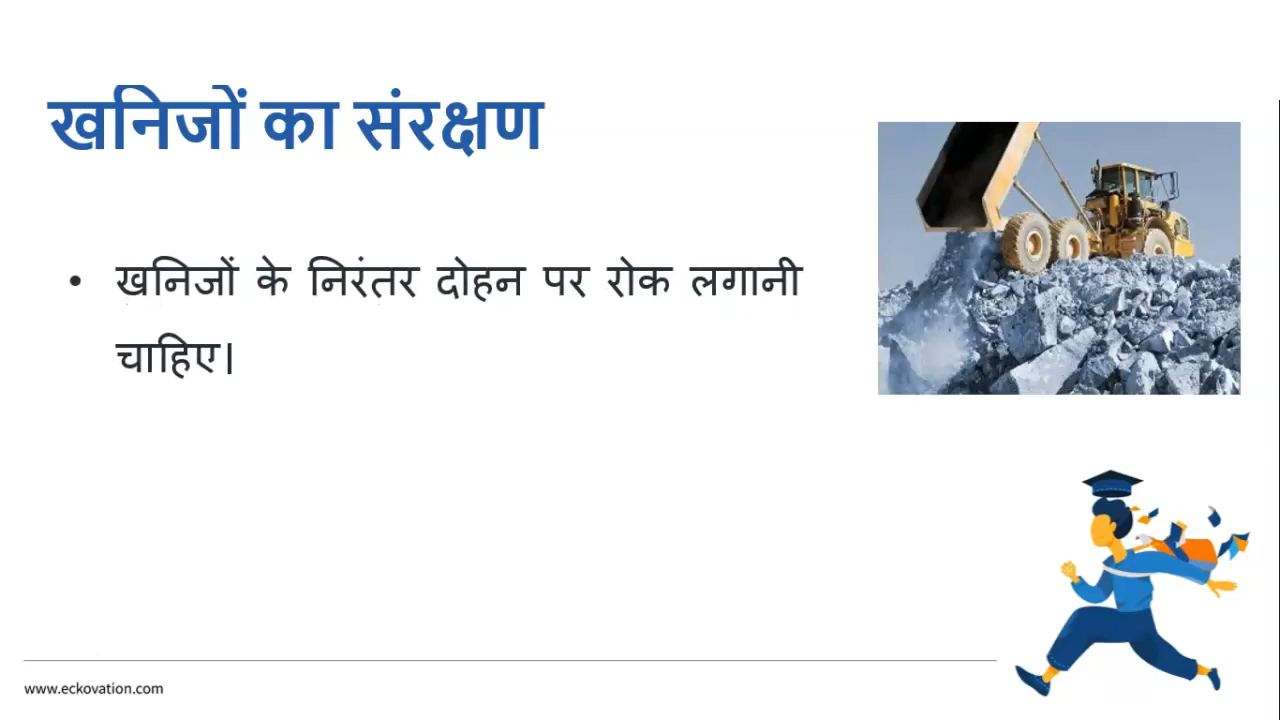 खनिजों का संरक्षण
• खनिजों के निरंतर दोहन पर रोक लगानी
चाहिए।
www.eckovation.com